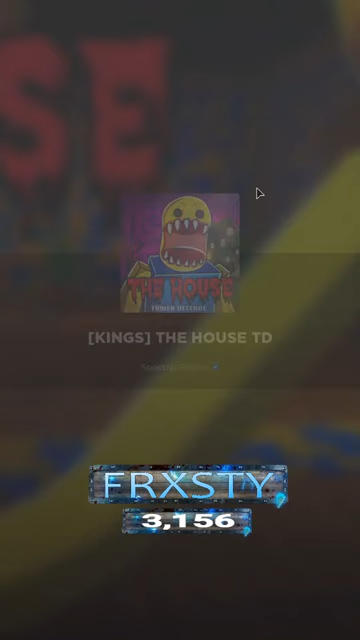 SE
THE HOUSE
TOWER DEFENSE
[KINGS] THE HOUSE TD
FRXSTY
3,156